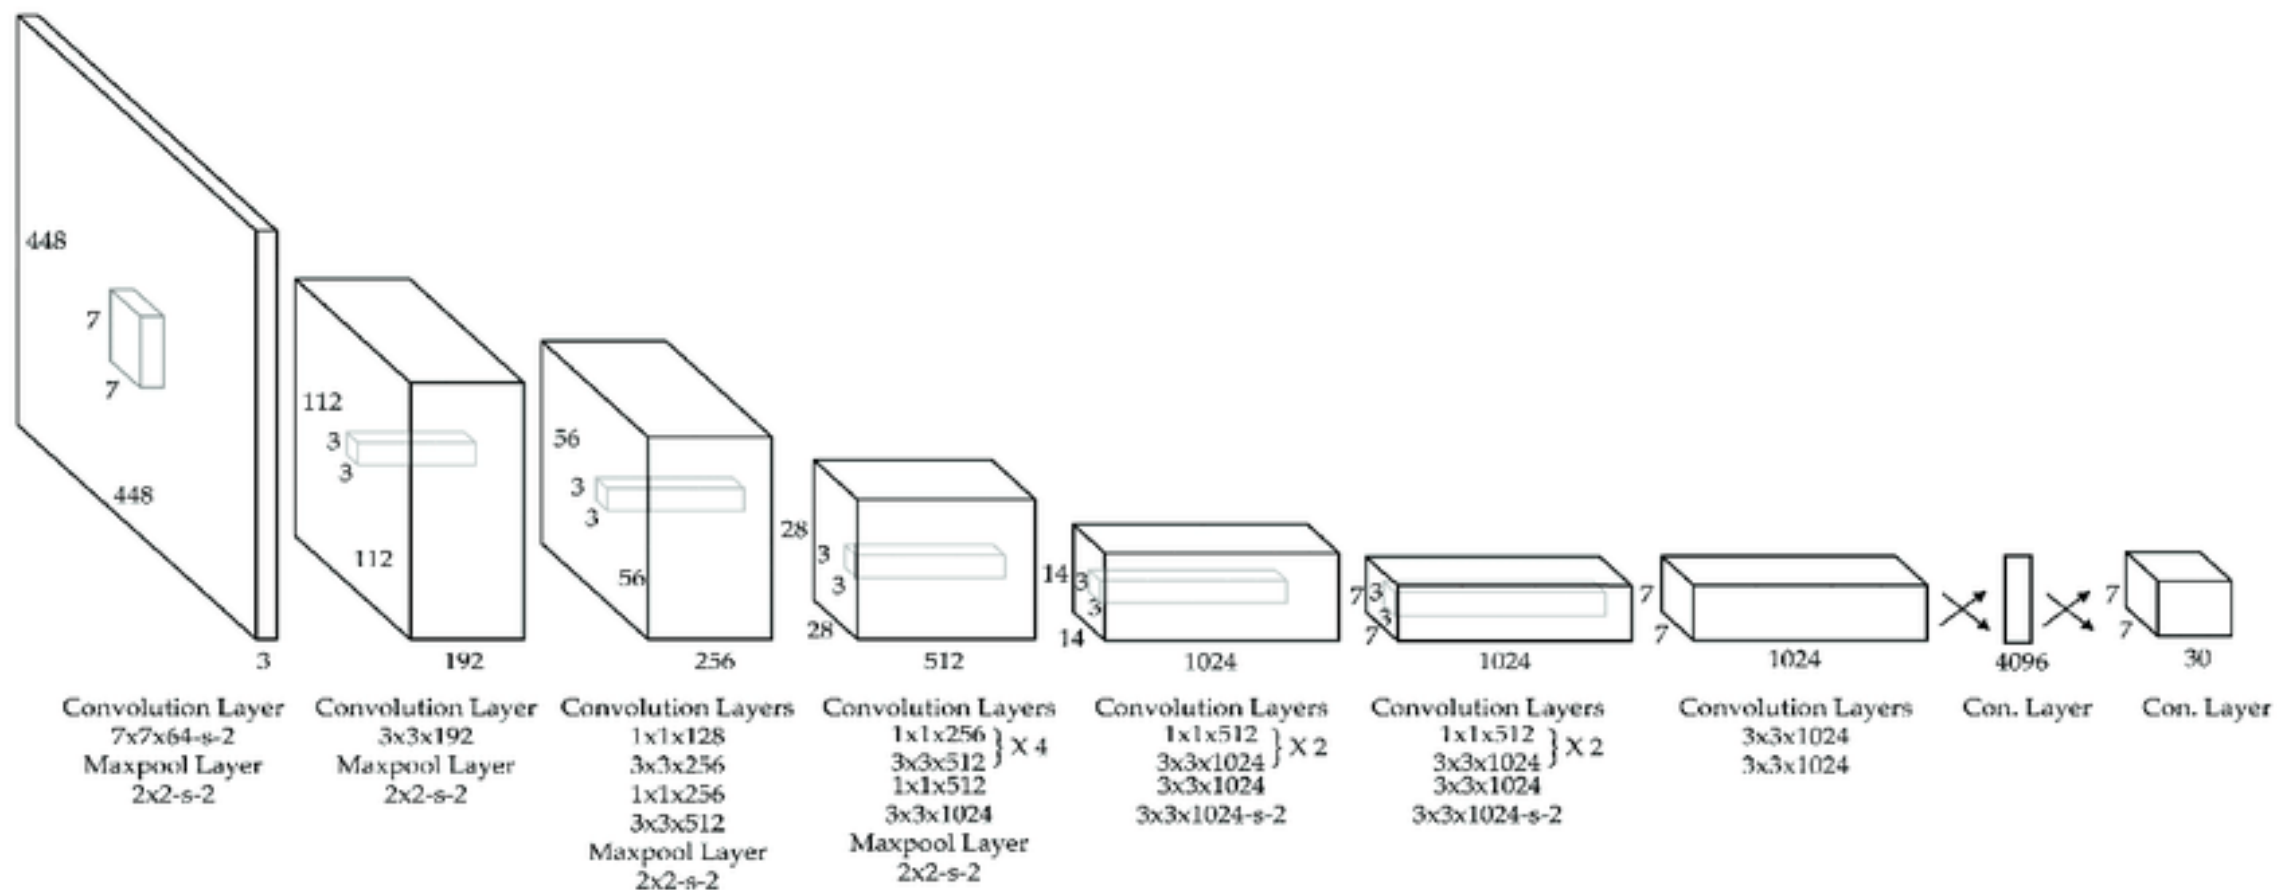 448
7
7
448
3
Convolution Layer
7x7x64-s-2
Maxpool Layer
2x2-s-2
112
3
3
112
192
Convolution Layer
3x3x192
Maxpool Layer
2x2-s-2
56
3
3
56
256
Convolution Layers
1x1x128
3x3x256
1x1x256
3x3x512
Maxpool Layer
2x2-s-2
28
3
3
28
512
Convolution Layers
1x1x256
3x3x512
} X 4
1x1x512
3x3x1024
Maxpool Layer
2x2-s-2
14
3
3
14
1024
Convolution Layers
1x1x512
3x3x1024
} X 2
3x3x1024
3x3x1024-s-2
7
3
3
7
1024
Convolution Layers
1x1x512
3x3x1024
} X 2
3x3x1024
3x3x1024-s-2
7
7
1024
Convolution Layers
3x3x1024
3x3x1024
4096
Con. Layer
7
7
30
Con. Layer